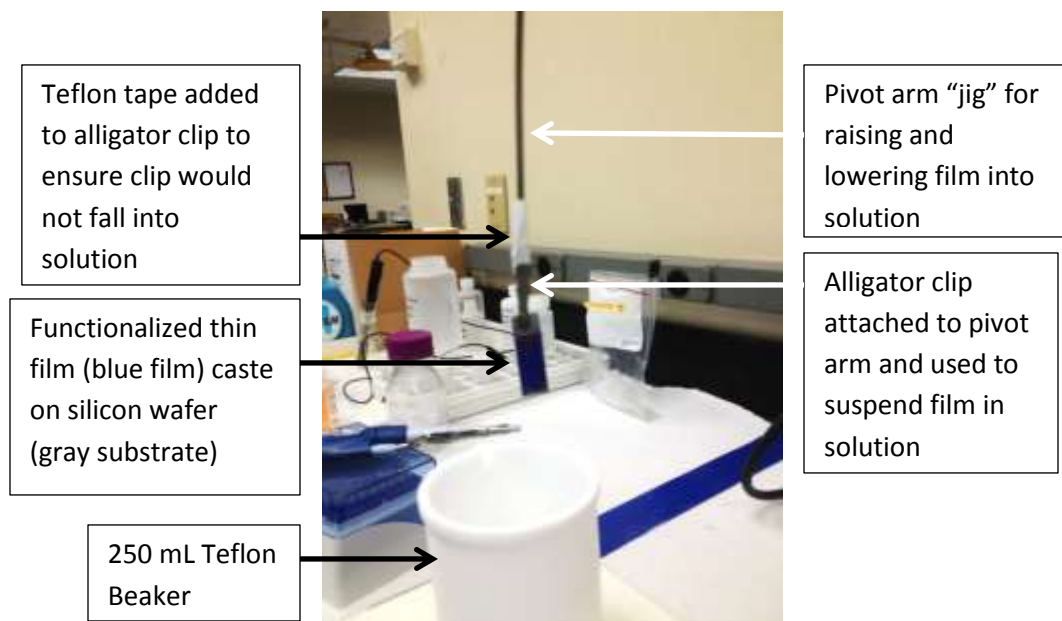 Teflon tape added
to alligator clip to
ensure clip would
not fall into
solution
Functionalized thin
film (blue film) caste
on silicon wafer
(gray substrate)
250 mL Teflon
Beaker
Pivot arm “jig” for
raising and
lowering film into
solution
Alligator clip
attached to pivot
arm and used to
suspend film in
solution